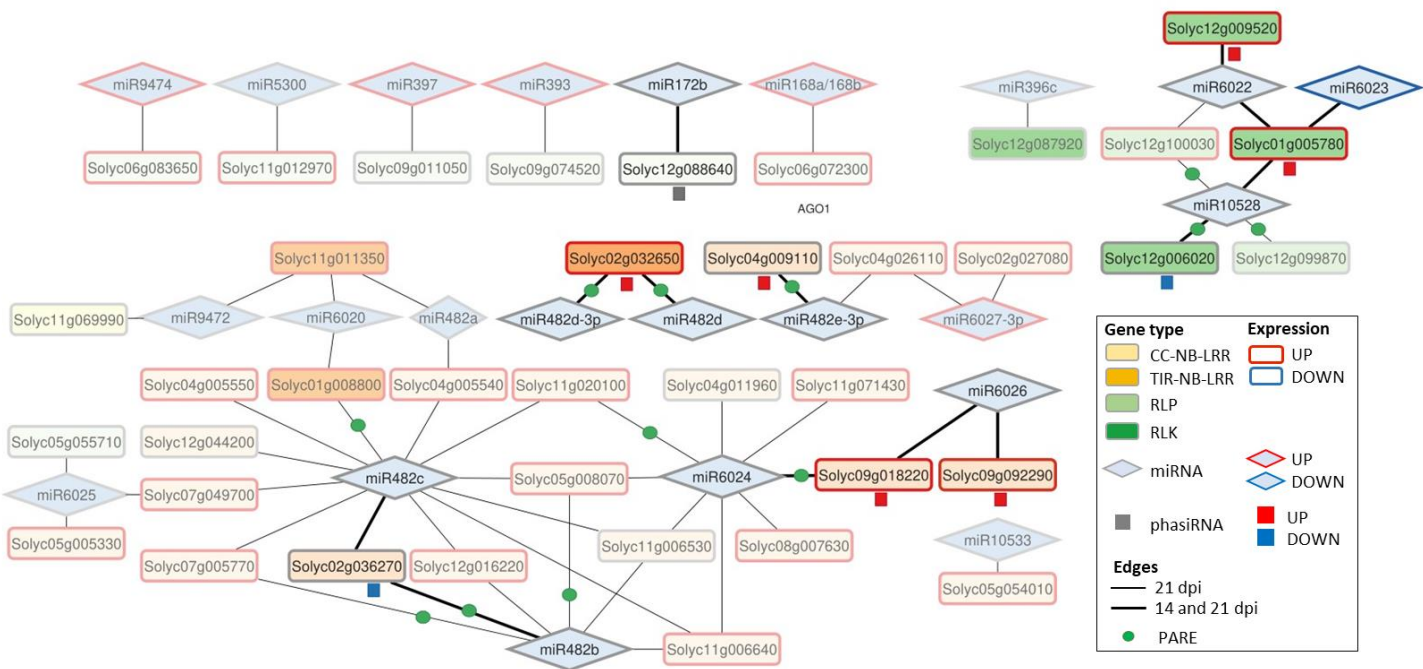 Solyc12g009520
miR9474
miR5300
miR397
miR393
miR172b
miR168a/168b
miR396c
miR6022
miR6023
Solyc06g083650
Solyc11g012970
Solyc09g011050
Solyc09g074520
Solyc12g088640
Solyc06g072300
Solyc12g087920
Solyc12g100030
Solyc01g005780
AGO1
miR10528
Solyc11g011350
Solyc02g032650
Solyc04g009110
Solyc04g026110
Solyc02g027080
Solyc12g006020
Solyc12g099870
Solyc11g069990
miR9472
miR6020
miR482a
miR482d-3p
miR482d
miR482e-3p
miR6027-3p
Solyc04g005550
Solyc01g008800
Solyc04g005540
Solyc11g020100
Solyc04g011960
Solyc11g071430
miR6026
Solyc05g055710
Solyc12g044200
miR482c
Solyc05g008070
miR6024
Solyc09g018220
Solyc09g092290
miR6025
Solyc07g049700
Solyc05g005330
Solyc11g006530
Solyc08g007630
miR10533
Solyc07g005770
Solyc02g036270
Solyc12g016220
Solyc05g054010
miR482b
Solyc11g006640
Gene type
CC-NB-LRR
TIR-NB-LRR
RLP
RLK
miRNA
phasiRNA
Expression
UP
DOWN
UP
DOWN
UP
DOWN
Edges
21 dpi
14 and 21 dpi
PARE